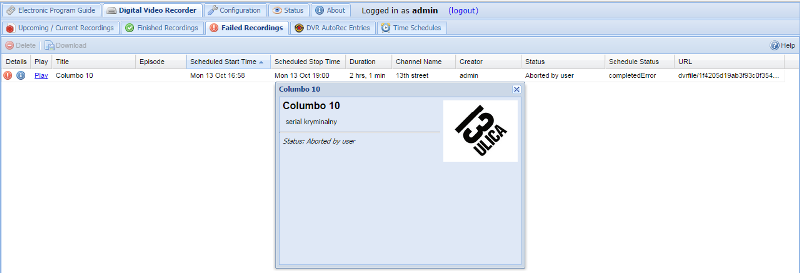 Electronic Program Guide Digital Video Recorder Configuration Status About Logged in as admin (logout)
Upcoming / Current Recordings Finished Recordings Failed Recordings DVR AutoRec Entries Time Schedules
Delete Download Help
Details Play Title Episode Scheduled Start Time Scheduled Stop Time Duration Channel Name Creator Status Schedule Status URL
Play Columbo 10 Mon 13 Oct 16:58 Mon 13 Oct 19:00 2 hrs, 1 min 13th street admin Aborted by user completedError dvrfile/1f4205d19ab3f93c0f354...
Columbo 10
Columbo 10
serial kryminalny
Status: Aborted by user
13
ULICA